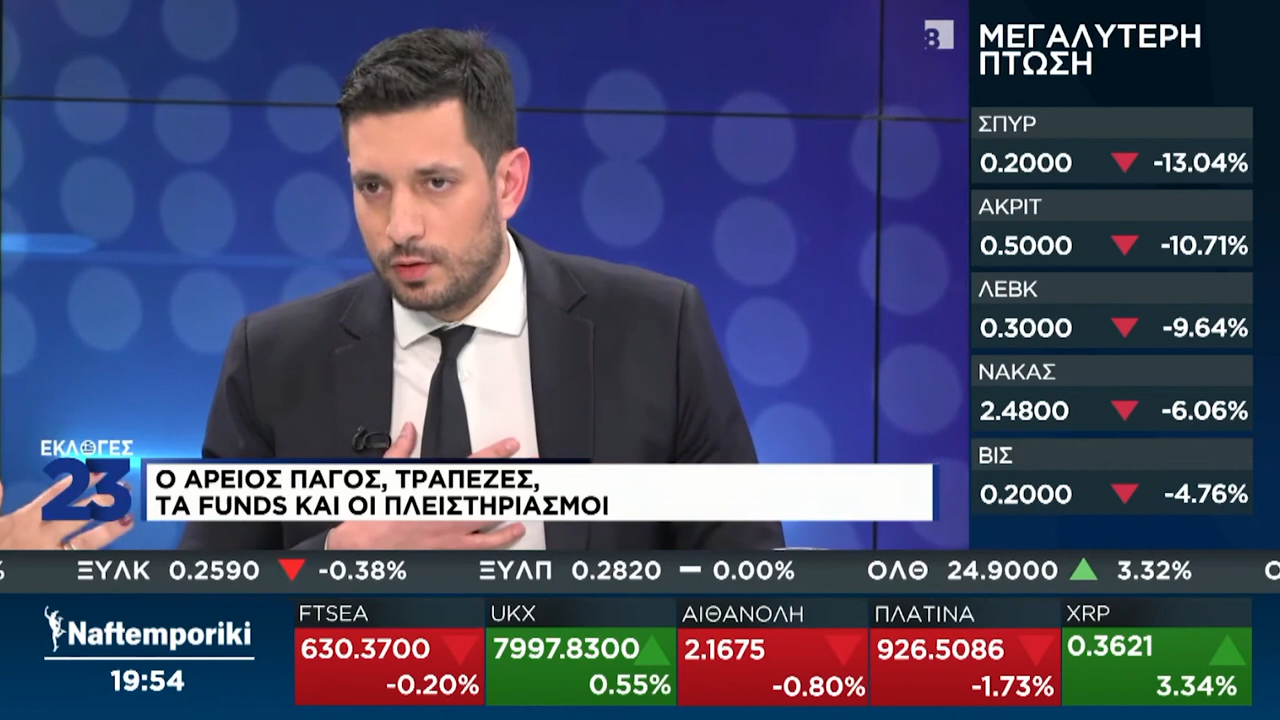 ΜΕΓΑΛΥΤΕΡΗ
ΠΤΩΣΗ
ΣΠΥΡ
0.2000 -13.04%
ΑΚΡΙΤ
0.5000 -10.71%
ΛΕΒΚ
0.3000 -9.64%
ΝΑΚΑΣ
2.4800 -6.06%
ΒΙΣ
0.2000 -4.76%
ΕΚΛΟΓΕΣ
23
Ο ΑΡΕΙΟΣ ΠΑΓΟΣ, ΤΡΑΠΕΖΕΣ,
ΤΑ FUNDS ΚΑΙ ΟΙ ΠΛΕΙΣΤΗΡΙΑΣΜΟΙ
% ΞΥΛΚ 0.2590 -0.38% ΞΥΛΠ 0.2820 0.00% ΟΛΘ 24.9000 3.32%
Naftemporiki
19:54
FTSEA
630.3700
-0.20%
UKX
7997.8300
0.55%
ΑΙΘΑΝΟΛΗ
2.1675
-0.80%
ΠΛΑΤΙΝΑ
926.5086
-1.73%
XRP
0.3621
3.34%